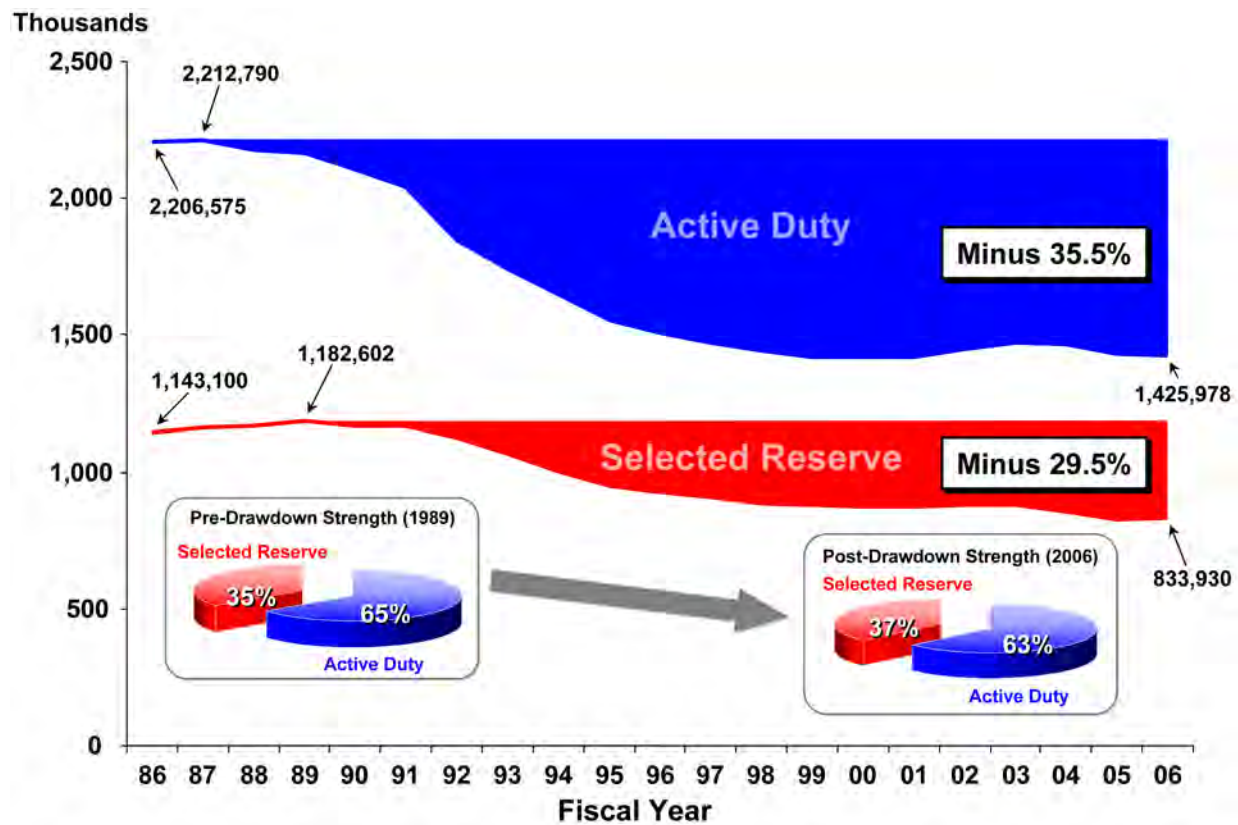 Thousands
2,500
2,212,790
2,000
2,206,575
Active Duty
Minus 35.5%
1,500
1,182,602
1,143,100
1,425,978
Selected Reserve
Minus 29.5%
1,000
Pre-Drawdown Strength (1989)
Selected Reserve
35%
65%
Active Duty
Post-Drawdown Strength (2006)
Selected Reserve
37%
63%
Active Duty
833,930
500
0
86 87 88 89 90 91 92 93 94 95 96 97 98 99 00 01 02 03 04 05 06
Fiscal Year